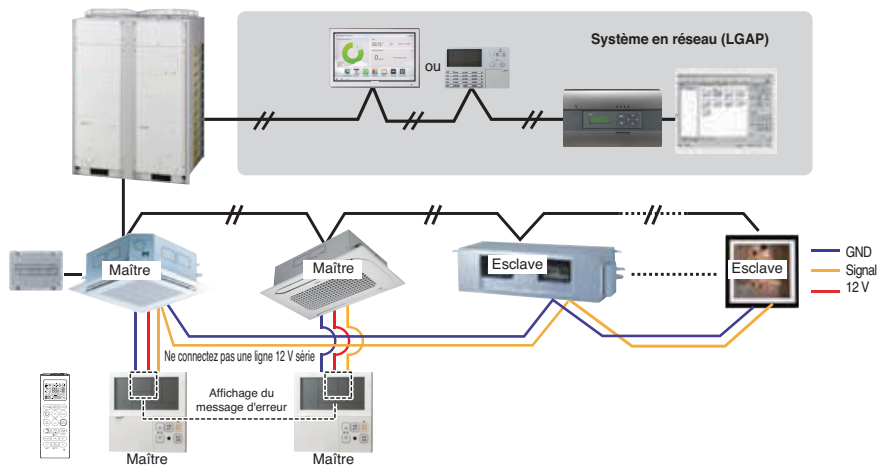 Système en réseau (LGAP)
ou
Maître
Maître
Esclave
Esclave
GND
Signal
12 V
Ne connectez pas une ligne 12 V série
Affichage du
message d'erreur
Maître
Maître